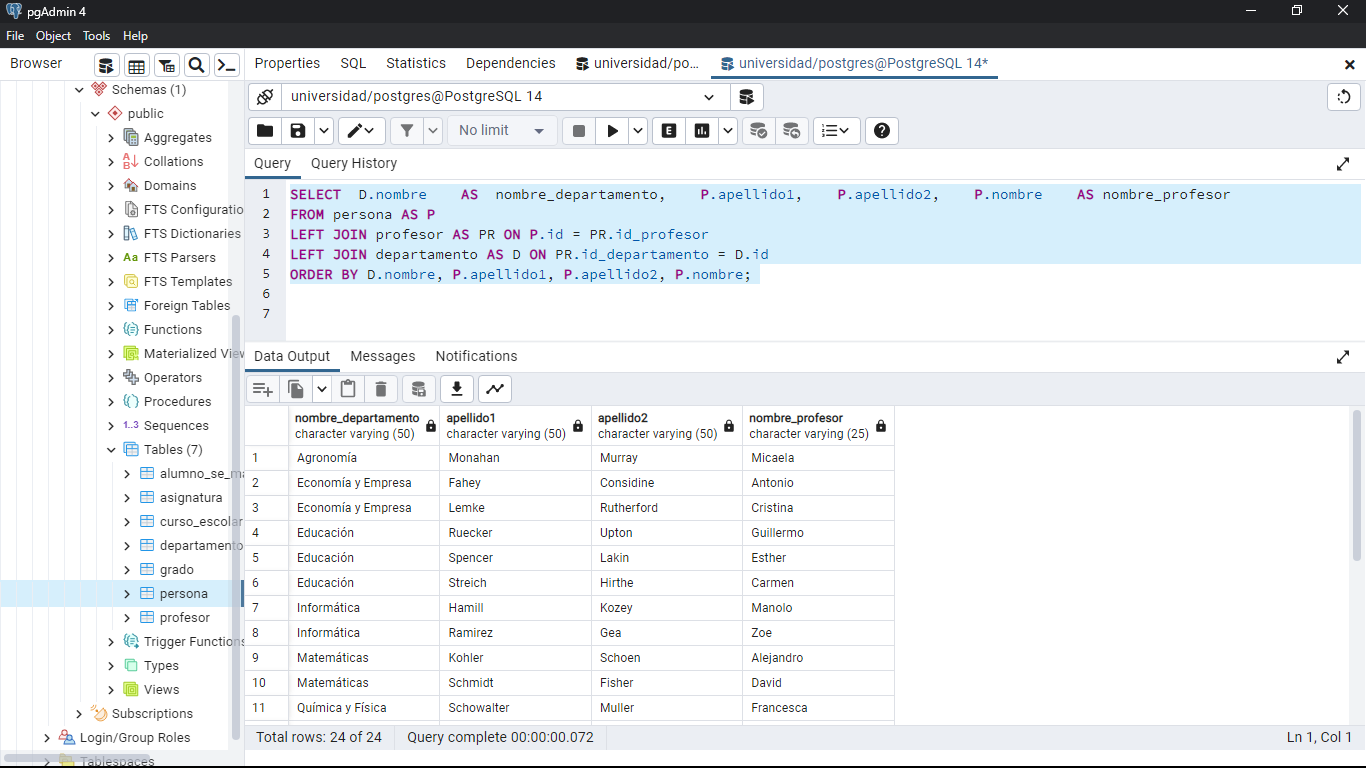 pgAdmin 4
File Object Tools Help
Browser
Properties SQL Statistics Dependencies universidad/po... universidad/postgres@PostgreSQL 14*
Schemas (1)
public
Aggregates
Collations
Domains
FTS Configuratio
FTS Dictionaries
FTS Parsers
FTS Templates
Foreign Tables
Functions
Materialized View
Operators
Procedures
1..3 Sequences
Tables (7)
alumno_se_ma
asignatura
curso_escolar
departamento
grado
persona
profesor
Trigger Functions
Types
Views
Subscriptions
Login/Group Roles
Tablespaces
universidad/postgres@PostgreSQL 14
No limit
E
Query Query History
1 SELECT D.nombre AS nombre_departamento, P.apellido1, P.apellido2, P.nombre AS nombre_profesor
2 FROM persona AS P
3 LEFT JOIN profesor AS PR ON P.id = PR.id_profesor
4 LEFT JOIN departamento AS D ON PR.id_departamento = D.id
5 ORDER BY D.nombre, P.apellido1, P.apellido2, P.nombre;
6
7
Data Output Messages Notifications
nombre_departamento apellido1 apellido2 nombre_profesor
character varying (50) character varying (50) character varying (50) character varying (25)
1 Agronomía Monahan Murray Micaela
2 Economía y Empresa Fahey Considine Antonio
3 Economía y Empresa Lemke Rutherford Cristina
4 Educación Ruecker Upton Guillermo
5 Educación Spencer Lakin Esther
6 Educación Streich Hirthe Carmen
7 Informática Hamill Kozey Manolo
8 Informática Ramirez Gea Zoe
9 Matemáticas Kohler Schoen Alejandro
10 Matemáticas Schmidt Fisher David
11 Química y Física Schowalter Muller Francesca
Total rows: 24 of 24 Query complete 00:00:00.072 Ln 1, Col 1